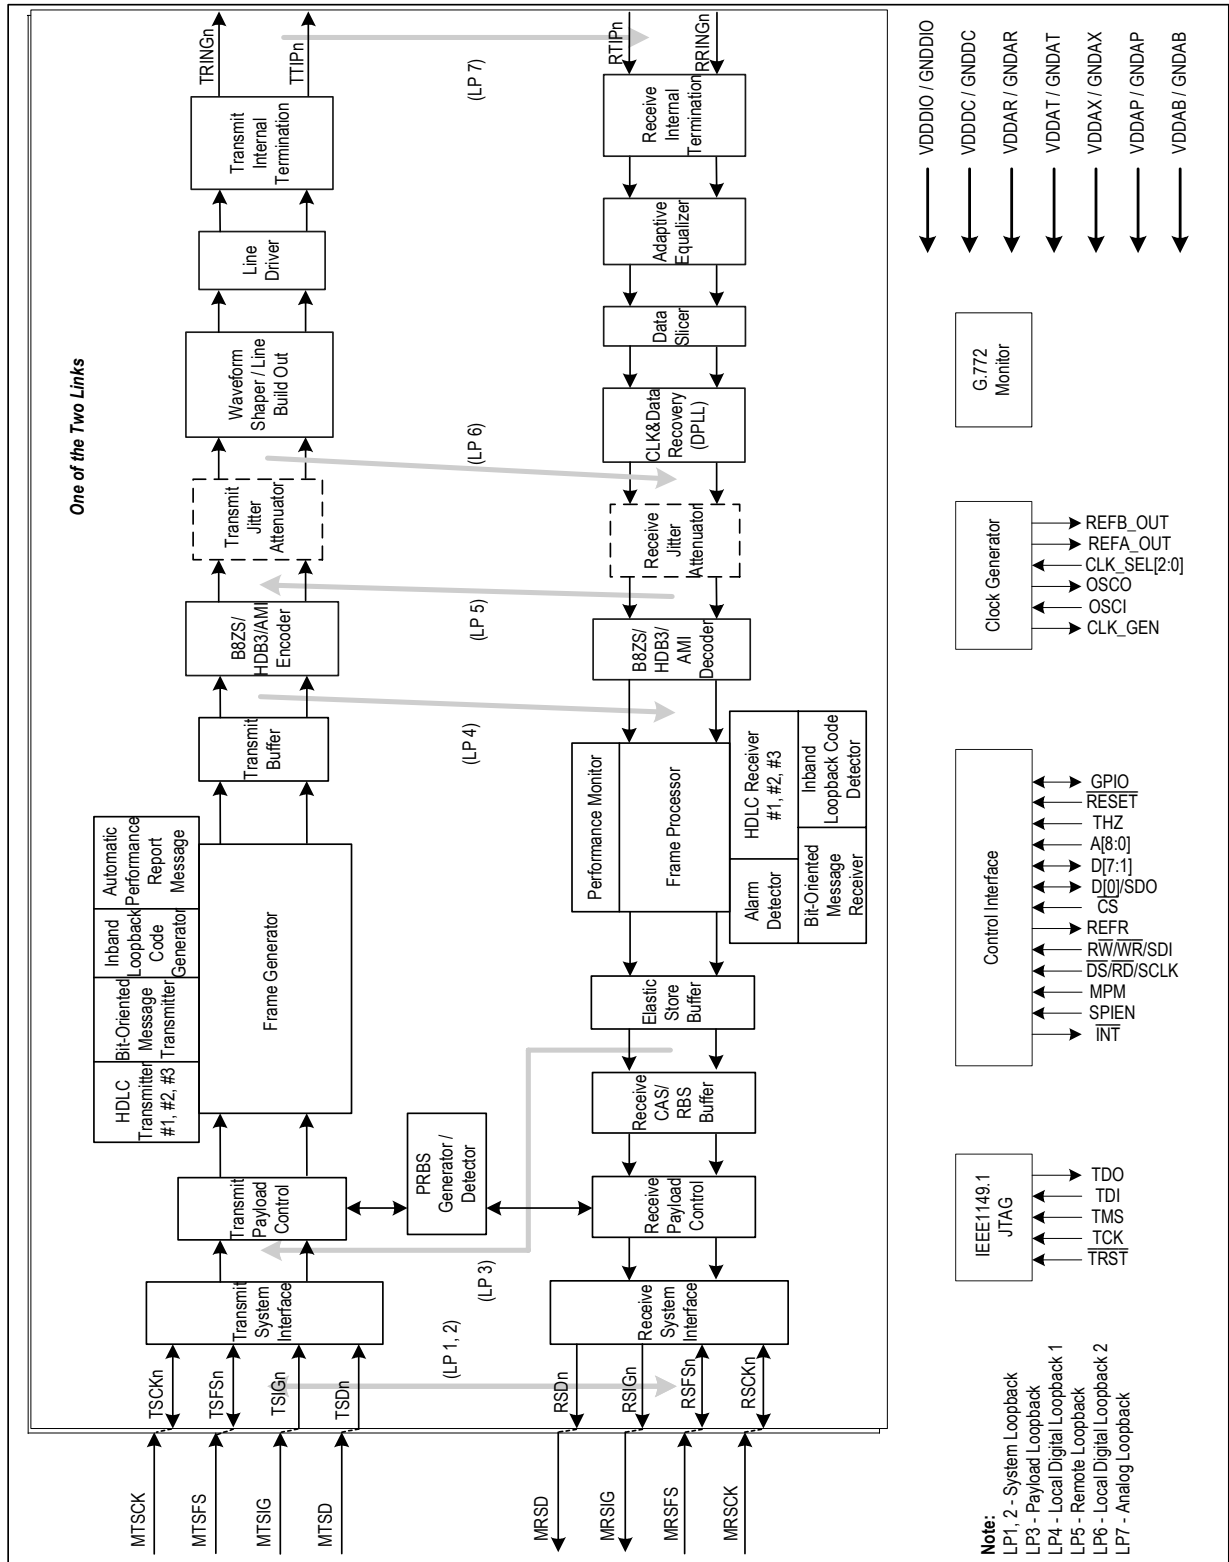 One of the Two Links
TRINGn
TTIPn
RTIPn
RRINGn
(LP 7)
Transmit
Internal
Termination
Receive
Internal
Termination
Line
Driver
Adaptive
Equalizer
Waveform
Shaper / Line
Build Out
Data
Slicer
CLK&Data
Recovery
(DPLL)
(LP 6)
Transmit
Jitter
Attenuator
Receive
Jitter
Attenuator
(LP 5)
B8ZS/
HDB3/AMI
Encoder
B8ZS/
HDB3/
AMI
Decoder
(LP 4)
Transmit
Buffer
Performance Monitor
Frame Processor
HDLC Receiver
#1, #2, #3
Inband
Loopback Code
Detector
Alarm
Detector
Bit-Oriented
Message
Receiver
Automatic
Performance
Report
Message
Inband
Loopback
Code
Generator
Bit-Oriented
Message
Transmitter
HDLC
Transmitter
#1, #2, #3
Frame Generator
Elastic
Store
Buffer
Receive
CAS/
RBS
Buffer
PRBS
Generator /
Detector
Transmit
Payload
Control
Receive
Payload
Control
(LP 3)
Transmit
System
Interface
Receive
System
Interface
(LP 1, 2)
TSCKn
TSFSn
TSIGn
TSDn
RSDn
RSIGn
RSFSn
RSCKn
MTSCK
MTSFS
MTSIG
MTSD
MRSD
MRSIG
MRSFS
MRSCK
VDDDIO / GNDDIO
VDDDC / GNDDC
VDDAR / GNDAR
VDDAT / GNDAT
VDDAX / GNDAX
VDDAP / GNDAP
VDDAB / GNDAB
G.772
Monitor
Clock Generator
REFB_OUT
REFA_OUT
CLK_SEL[2:0]
OSCO
OSCI
CLK_GEN
Control Interface
GPIO
RESET
THZ
A[8:0]
D[7:1]
D[0]/SDO
CS
REFR
RW/WR/SDI
DS/RD/SCLK
MPM
SPIEN
INT
IEEE1149.1
JTAG
TDO
TDI
TMS
TCK
TRST
Note:
LP1, 2 - System Loopback
LP3 - Payload Loopback
LP4 - Local Digital Loopback 1
LP5 - Remote Loopback
LP6 - Local Digital Loopback 2
LP7 - Analog Loopback